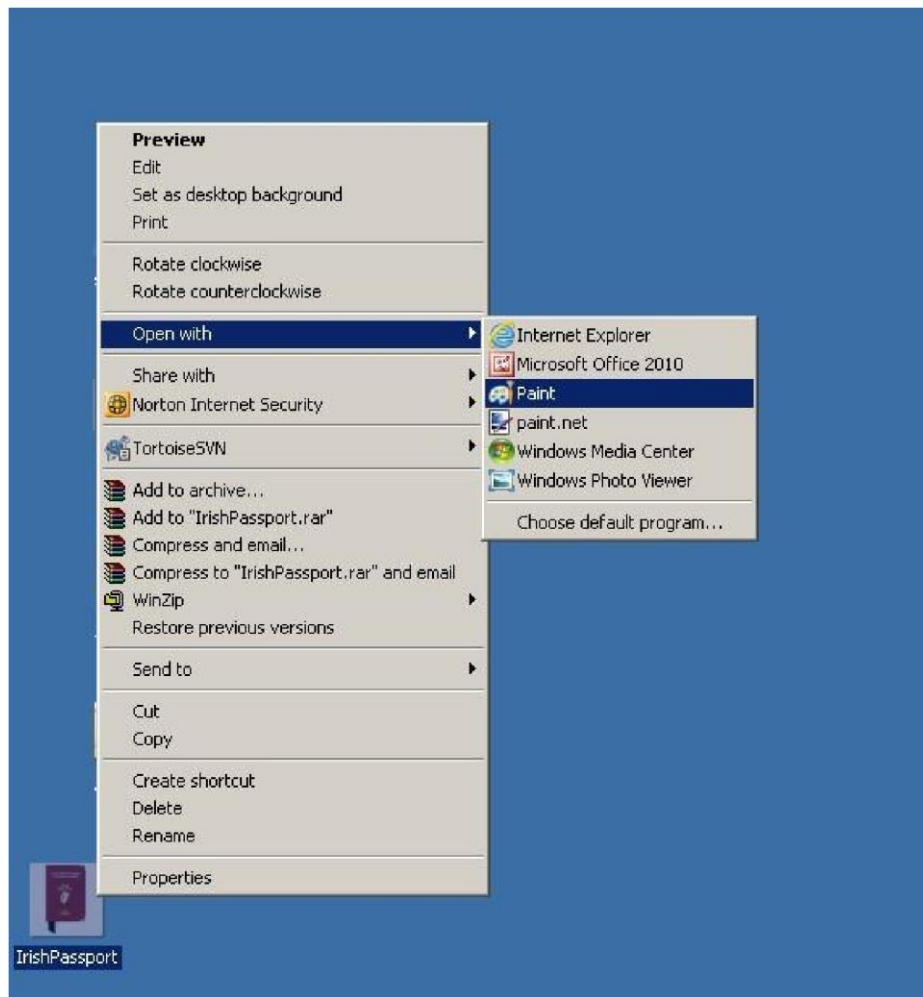 Preview
Edit
Set as desktop background
Print
Rotate clockwise
Rotate counterclockwise
Open with
Share with
Norton Internet Security
TortoiseSVN
Add to archive...
Add to "IrishPassport.rar"
Compress and email...
Compress to "IrishPassport.rar" and email
WinZip
Restore previous versions
Send to
Cut
Copy
Create shortcut
Delete
Rename
Properties
Internet Explorer
Microsoft Office 2010
Paint
paint.net
Windows Media Center
Windows Photo Viewer
Choose default program...
IrishPassport